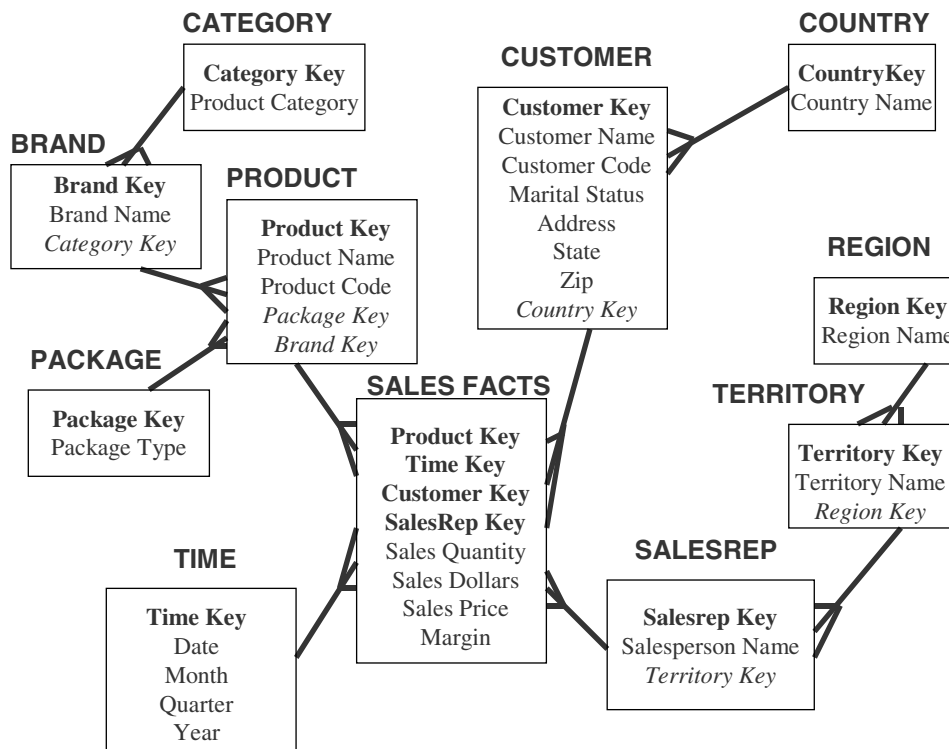 CATEGORY
Category Key
Product Category
BRAND
Brand Key
Brand Name
Category Key
PRODUCT
Product Key
Product Name
Product Code
Package Key
Brand Key
PACKAGE
Package Key
Package Type
CUSTOMER
Customer Key
Customer Name
Customer Code
Marital Status
Address
State
Zip
Country Key
COUNTRY
CountryKey
Country Name
REGION
Region Key
Region Name
TERRITORY
Territory Key
Territory Name
Region Key
SALES FACTS
Product Key
Time Key
Customer Key
SalesRep Key
Sales Quantity
Sales Dollars
Sales Price
Margin
TIME
Time Key
Date
Month
Quarter
Year
SALESREP
Salesrep Key
Salesperson Name
Territory Key